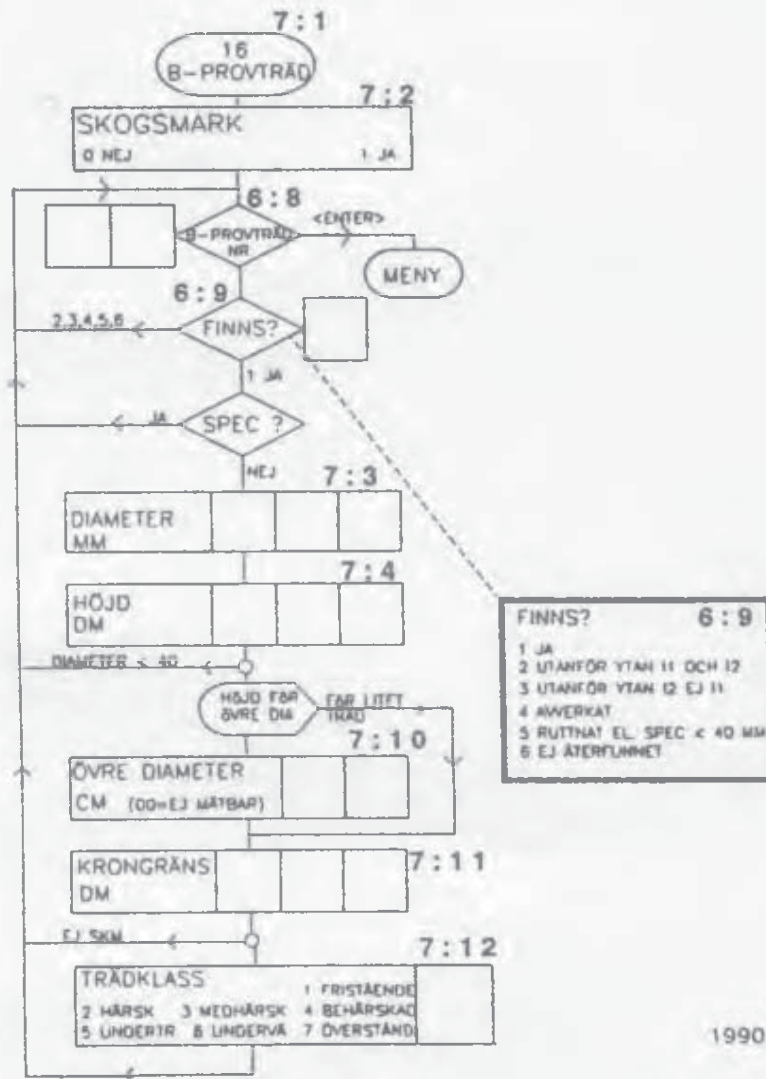 7:1
16
B-PROVTRÄD
7:2
SKOGSMARK
0 NEJ 1 JA
6:8
<ENTER>
B-PROVTRÄD
NR
MENY
6:9
2,3,4,5,6
FINNS?
1 JA
JA
SPEC ?
NEJ
7:3
DIAMETER
MM
7:4
HÖJD
DM
DIAMETER < 40
HÖJD FÖR
ÖVRE DIA
FÖR LITET
TRÄD
7:10
ÖVRE DIAMETER
CM (00=EJ MÄTBAR)
KRONGRÄNS
DM
7:11
EJ SKM
7:12
TRÄDKLASS
1 FRISTÅENDE
2 HÄRSK 3 MEDHÄRSK 4 BEHÄRSKAD
5 UNDERTR 6 UNDERVÄ 7 ÖVERSTÅND
FINNS? 6:9
1 JA
2 UTANFÖR YTAN 11 OCH 12
3 UTANFÖR YTAN 12 EJ 11
4 AVVERKAT
5 RUTTNAT EL. SPEC < 40 MM
6 EJ ÅTERFUNNET
1990